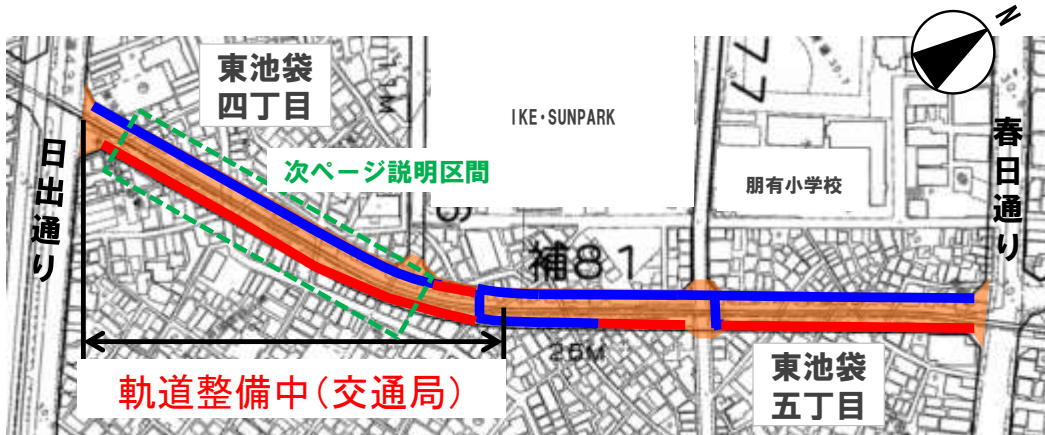 N
東池袋
四丁目
IKE・SUNPARK
日出通り
次ページ説明区間
朋有小学校
春日通り
補81
25M
軌道整備中(交通局)
東池袋
五丁目